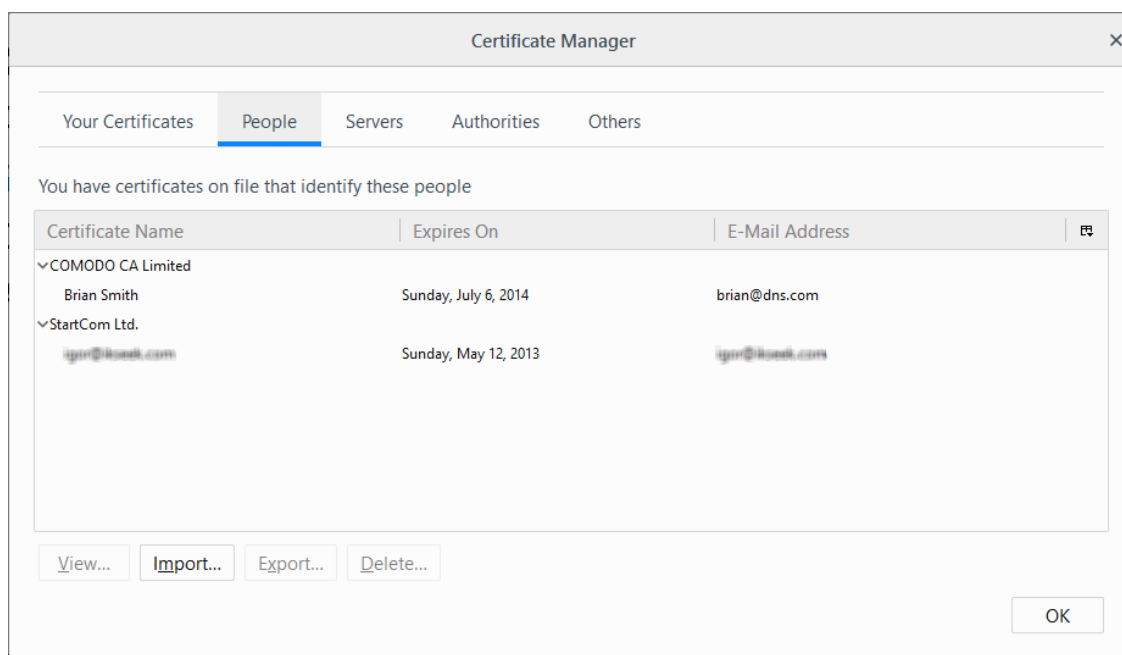 Certificate Manager
Your Certificates People Servers Authorities Others
You have certificates on file that identify these people
Certificate Name Expires On E-Mail Address
COMODO CA Limited
Brian Smith Sunday, July 6, 2014 brian@dns.com
StartCom Ltd.
Sunday, May 12, 2013
View... Import... Export... Delete...
OK